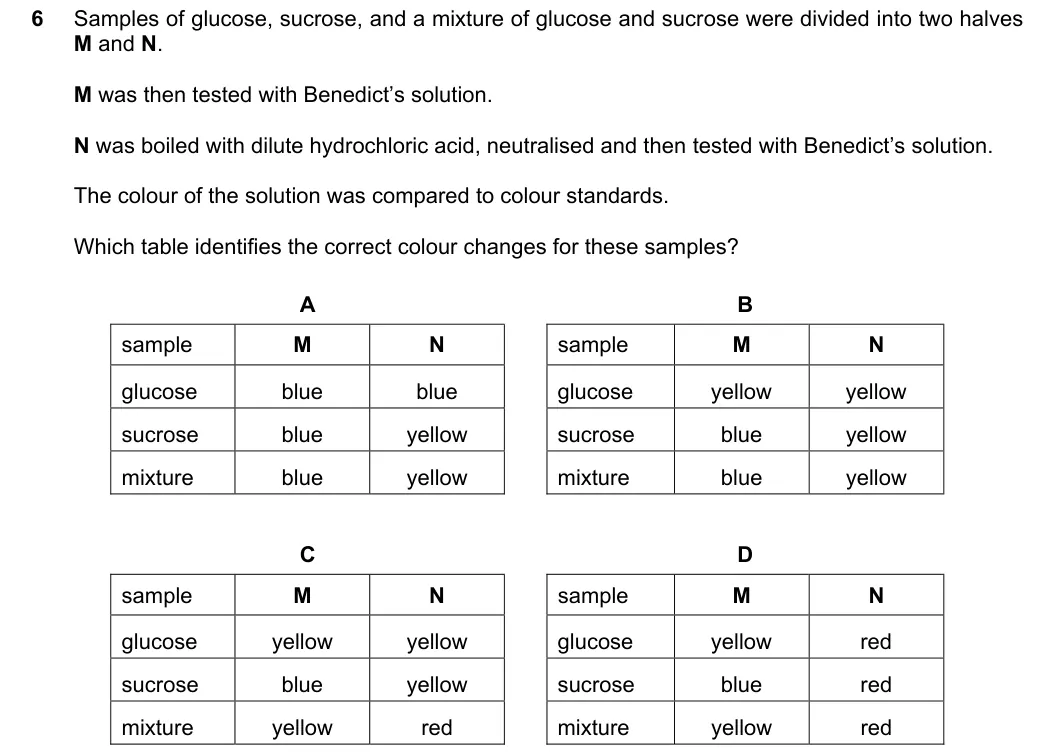 6 Samples of glucose, sucrose, and a mixture of glucose and sucrose were divided into two halves
M and N.
M was then tested with Benedict's solution.
N was boiled with dilute hydrochloric acid, neutralised and then tested with Benedict's solution.
The colour of the solution was compared to colour standards.
Which table identifies the correct colour changes for these samples?
A
sample M N
glucose blue blue
sucrose blue yellow
mixture blue yellow
B
sample M N
glucose yellow yellow
sucrose blue yellow
mixture blue yellow
C
sample M N
glucose yellow yellow
sucrose blue yellow
mixture yellow red
D
sample M N
glucose yellow red
sucrose blue red
mixture yellow red